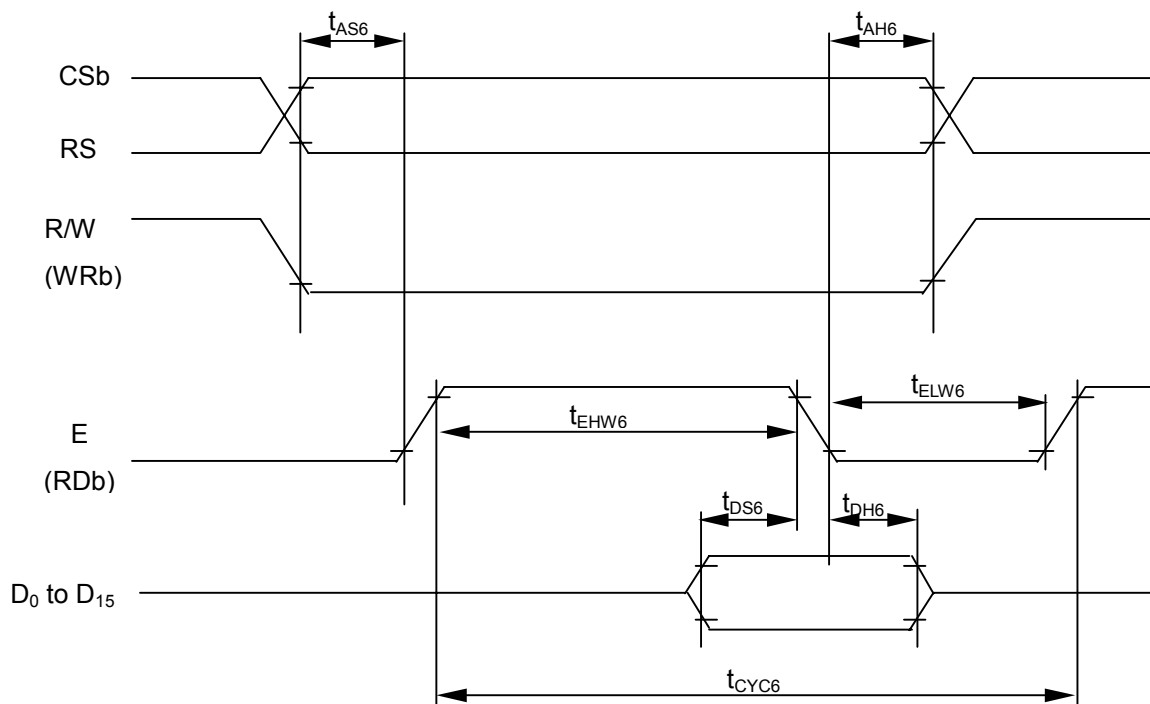 tAS6
tAH6
CSb
RS
R/W
(WRb)
tELW6
tEHW6
E
(RDb)
tDS6
tDH6
D0 to D15
tCYC6